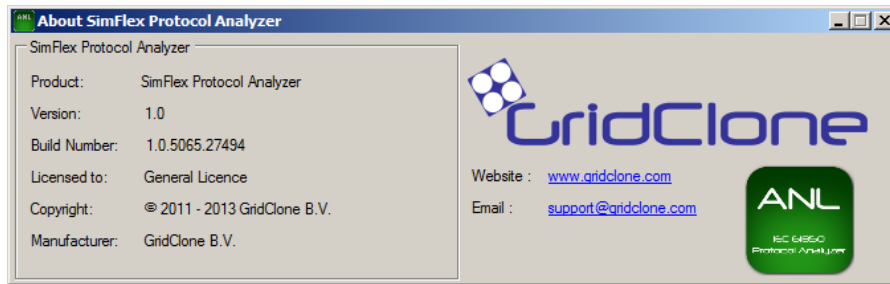 ANL About SimFlex Protocol Analyzer
SimFlex Protocol Analyzer
Product: SimFlex Protocol Analyzer
Version: 1.0
Build Number: 1.0.5065.27494
Licensed to: General Licence
Copyright: © 2011 - 2013 GridClone B.V.
Manufacturer: GridClone B.V.
GridClone
Website : www.gridclone.com
Email : support@gridclone.com
ANL
IEC 61850
Protocol Analyzer